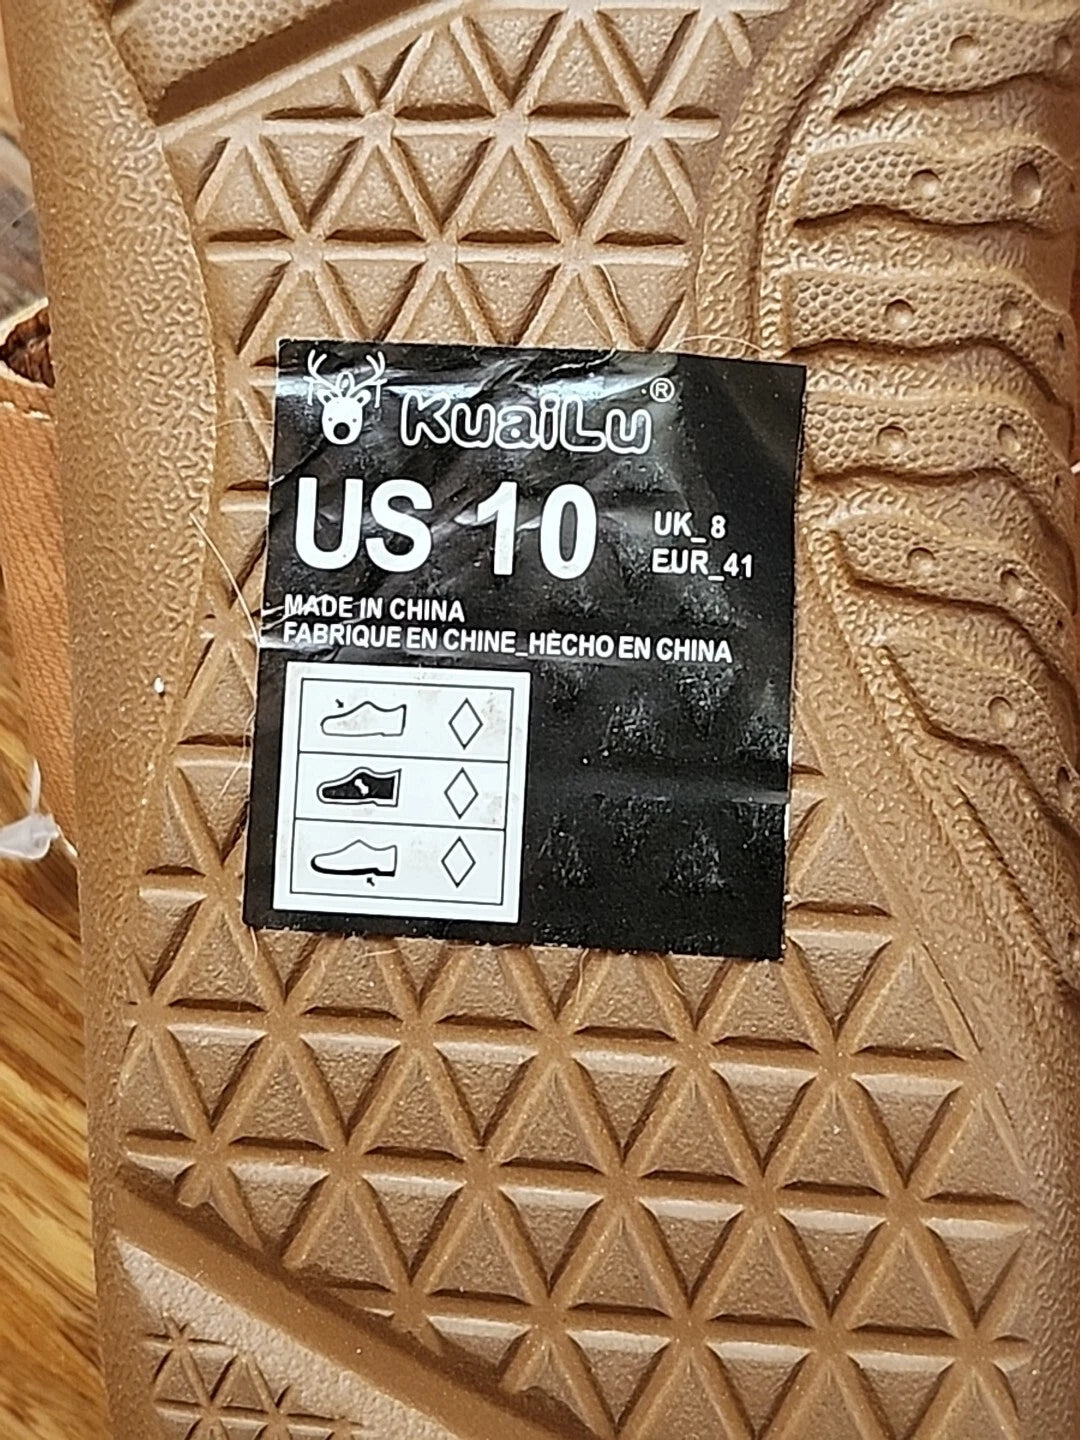 KuaiLu®
US 10
UK_8
EUR_41
MADE IN CHINA
FABRIQUE EN CHINE_HECHO EN CHINA